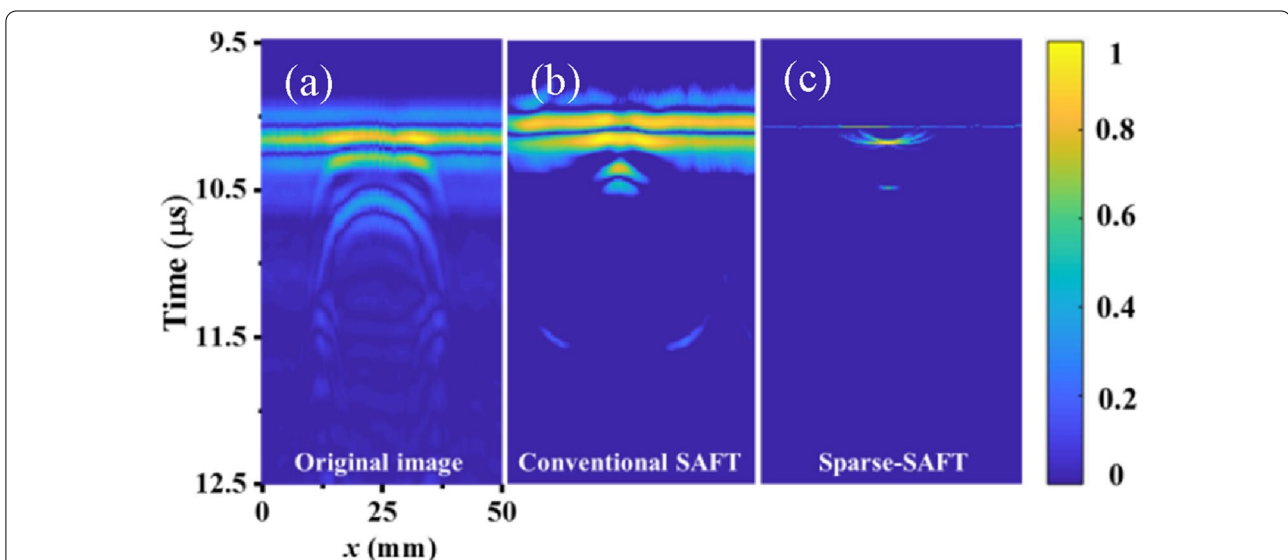 9.5
10.5
11.5
12.5
Time (μs)
(a)
(b)
(c)
Original image
Conventional SAFT
Sparse-SAFT
0
25
50
x (mm)
1
0.8
0.6
0.4
0.2
0